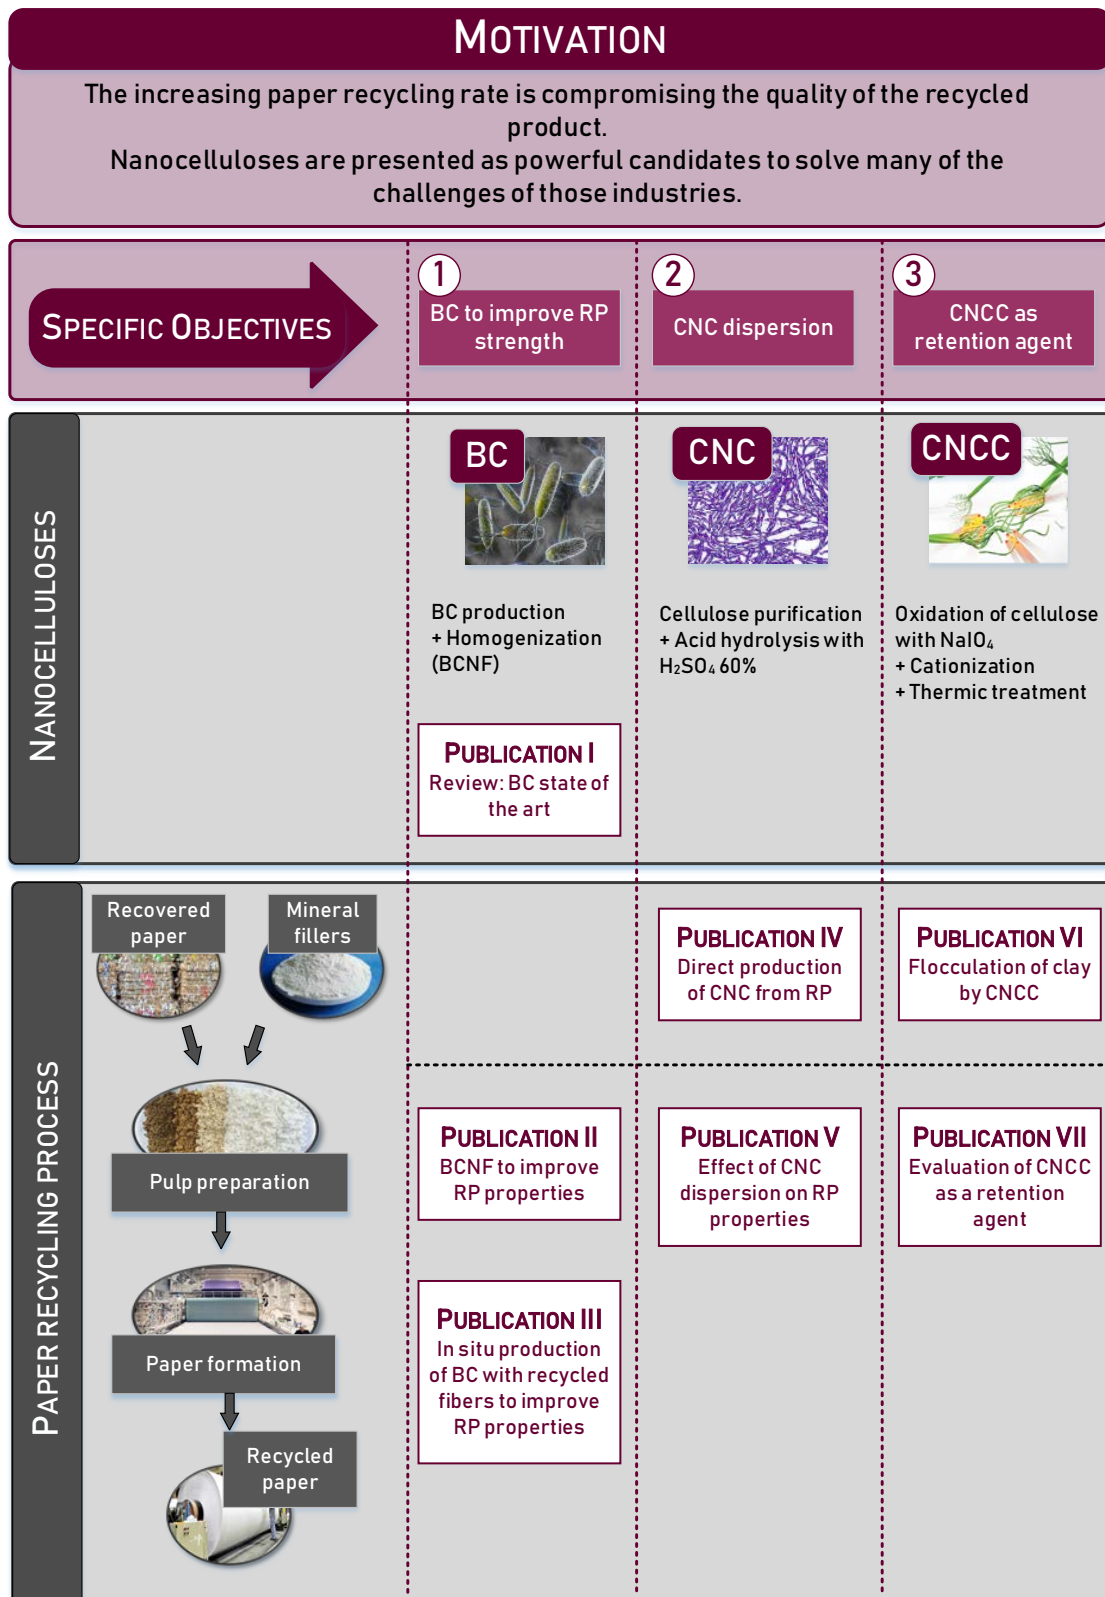 MOTIVATION
The increasing paper recycling rate is compromising the quality of the recycled
product.
Nanocelluloses are presented as powerful candidates to solve many of the
challenges of those industries.
SPECIFIC OBJECTIVES
1
BC to improve RP
strength
2
CNC dispersion
3
CNCC as
retention agent
NANOCELLULOSES
BC
BC production
+ Homogenization
(BCNF)
PUBLICATION I
Review: BC state of
the art
CNC
Cellulose purification
+ Acid hydrolysis with
H₂SO₄ 60%
CNCC
Oxidation of cellulose
with NaIO₄
+ Cationization
+ Thermic treatment
PAPER RECYCLING PROCESS
Recovered
paper
Mineral
fillers
Pulp preparation
Paper formation
Recycled
paper
PUBLICATION II
BCNF to improve
RP properties
PUBLICATION III
In situ production
of BC with recycled
fibers to improve
RP properties
PUBLICATION IV
Direct production
of CNC from RP
PUBLICATION V
Effect of CNC
dispersion on RP
properties
PUBLICATION VI
Flocculation of clay
by CNCC
PUBLICATION VII
Evaluation of CNCC
as a retention
agent